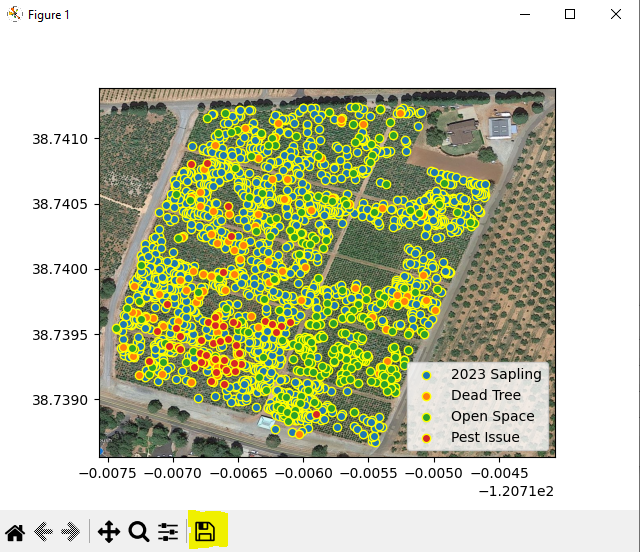 Figure 1
38.7410
38.7405
38.7400
38.7395
38.7390
2023 Sapling
Dead Tree
Open Space
Pest Issue
−0.0075 −0.0070 −0.0065 −0.0060 −0.0055 −0.0050 −0.0045
−1.2071e2